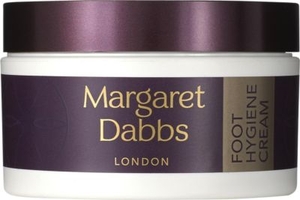 Margaret
Dabbs
LONDON
FOOT
HYGIENE
CREAM